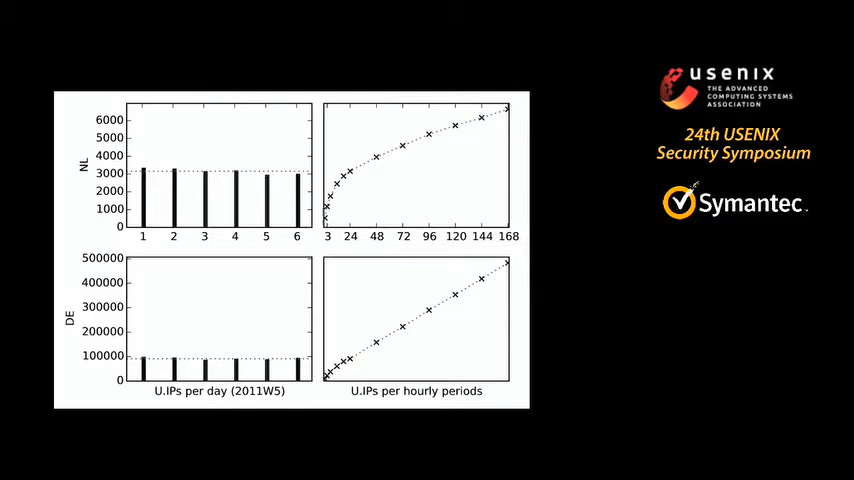 usenix
THE ADVANCED
COMPUTING SYSTEMS
ASSOCIATION
24th USENIX
Security Symposium
Symantec.
NL
6000
5000
4000
3000
2000
1000
0
1 2 3 4 5 6
3 24 48 72 96 120 144 168
DE
500000
400000
300000
200000
100000
0
U.IPs per day (2011W5)
U.IPs per hourly periods